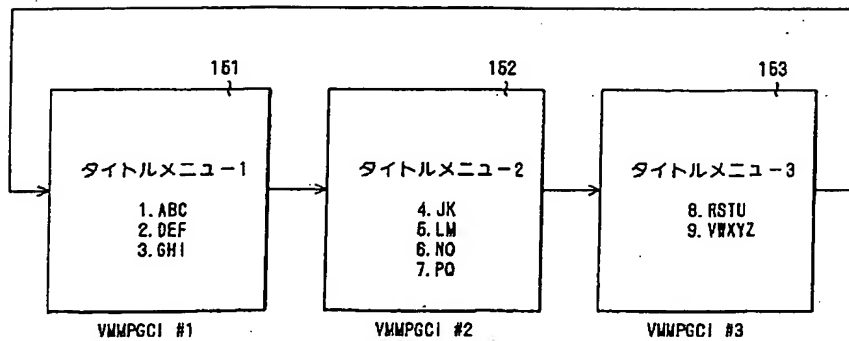 151
152
153
タイトルメニュー1
1. ABC
2. DEF
3. GHI
タイトルメニュー2
4. JK
5. LM
6. NO
7. PQ
タイトルメニュー3
8. RSTU
9. VWXYZ
VMMPGCI #1
VMMPGCI #2
VMMPGCI #3